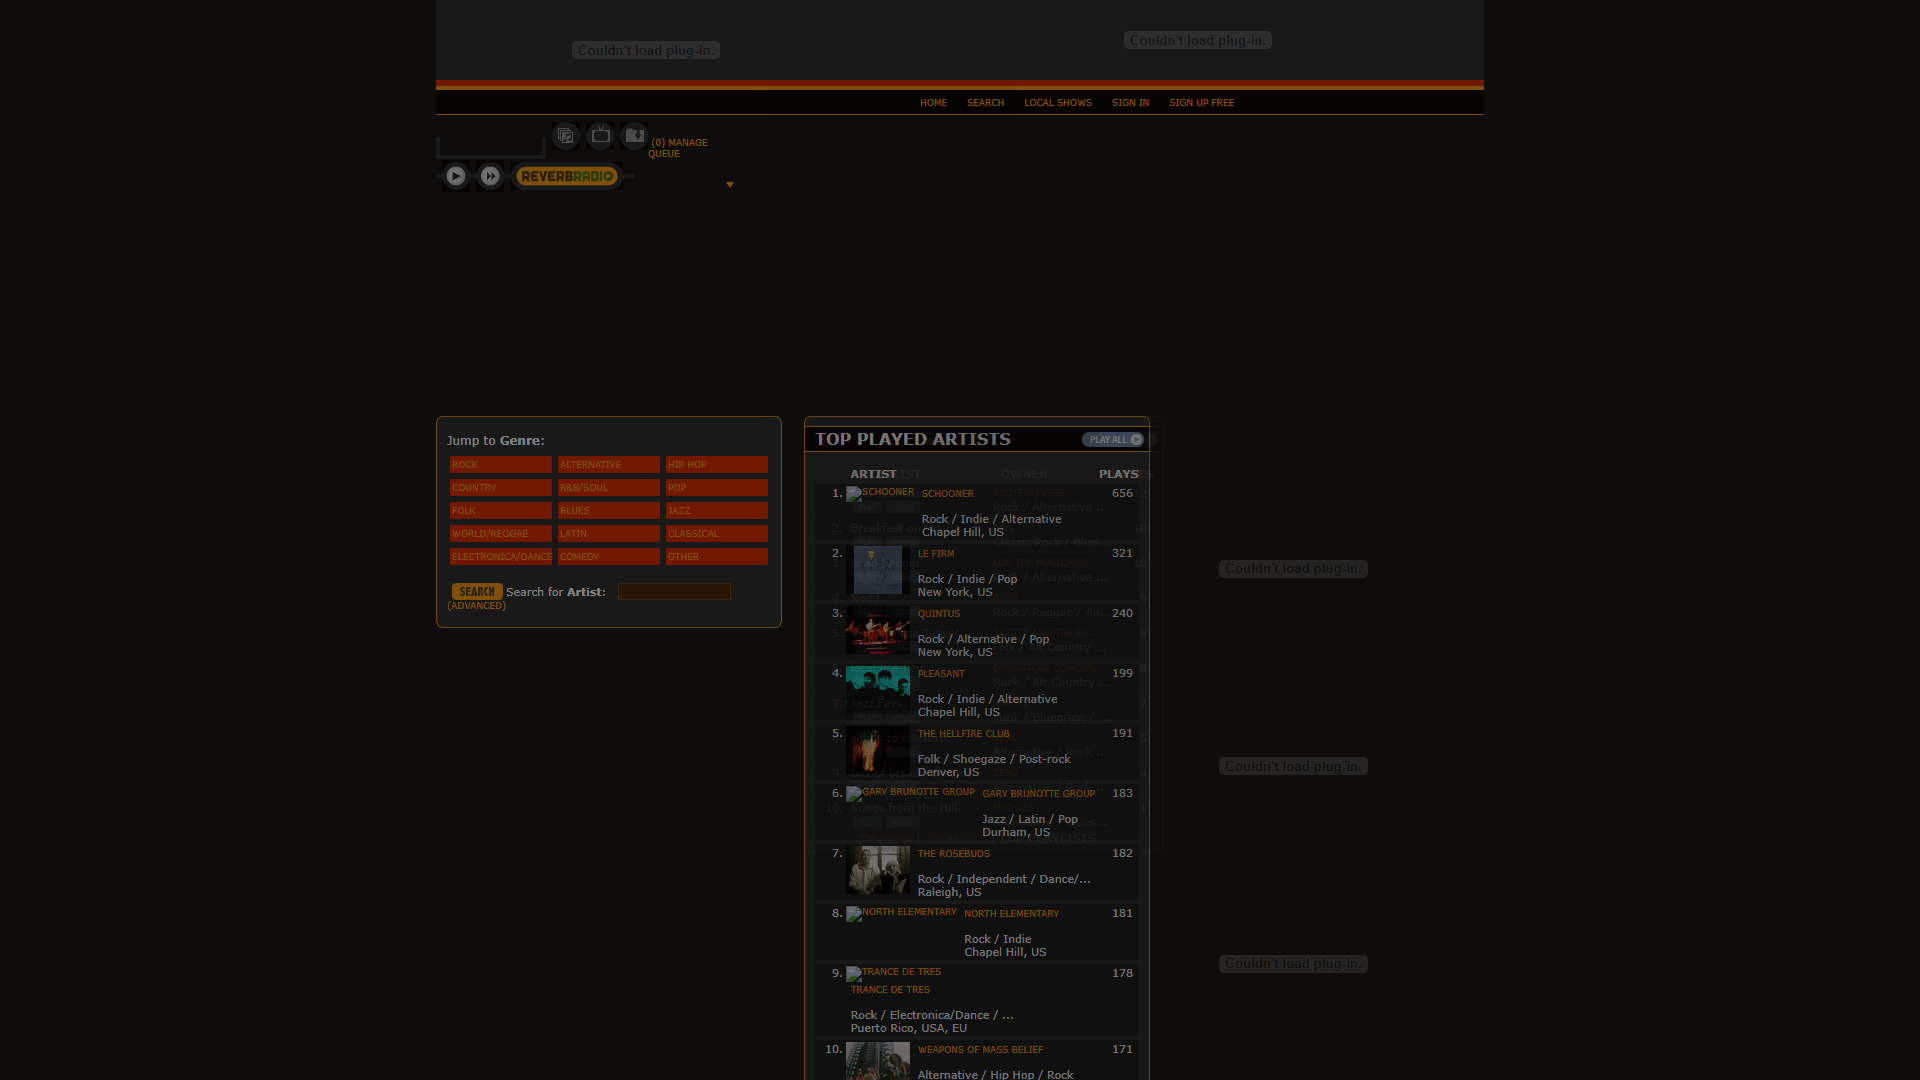 Couldn't load plug-in.
Couldn't load plug-in.
HOME SEARCH LOCAL SHOWS SIGN IN SIGN UP FREE
(0) MANAGE
QUEUE
REVERBRADIO
Jump to Genre:
ROCK ALTERNATIVE HIP HOP
COUNTRY R&B/SOUL POP
FOLK BLUES JAZZ
WORLD/REGGAE LATIN CLASSICAL
ELECTRONICA/DANCE COMEDY OTHER
SEARCH Search for Artist:
(ADVANCED)
TOP PLAYED ARTISTS PLAY ALL
ARTIST OWNER PLAYS
1. SCHOONER SCHOONER 656
Rock / Indie / Alternative
Chapel Hill, US
2. LE FIRM 321
Rock / Indie / Pop
New York, US
3. QUINTUS 240
Rock / Alternative / Pop
New York, US
4. PLEASANT 199
Rock / Indie / Alternative
Chapel Hill, US
5. THE HELLFIRE CLUB 191
Folk / Shoegaze / Post-rock
Denver, US
6. GARY BRUNOTTE GROUP GARY BRUNOTTE GROUP 183
Songs from the Hill
Jazz / Latin / Pop
Durham, US
7. THE ROSEBUDS 182
Rock / Independent / Dance/...
Raleigh, US
8. NORTH ELEMENTARY NORTH ELEMENTARY 181
Rock / Indie
Chapel Hill, US
9. TRANCE DE TRES 178
TRANCE DE TRES
Rock / Electronica/Dance / ...
Puerto Rico, USA, EU
10. WEAPONS OF MASS BELIEF 171
Alternative / Hip Hop / Rock
Couldn't load plug-in.
Couldn't load plug-in.
Couldn't load plug-in.